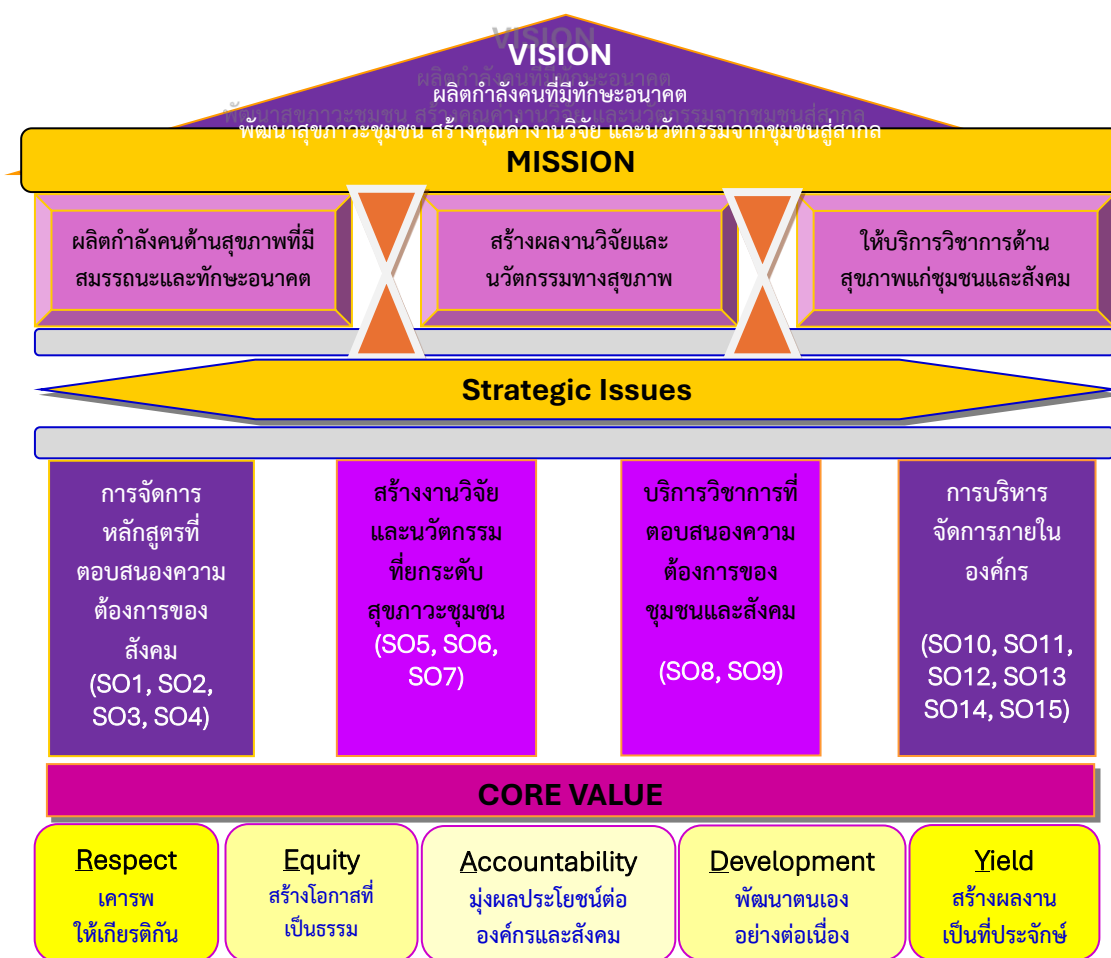 VISION
ผลิตกำลังคนที่มีทักษะอนาคต
พัฒนาสุขภาวะชุมชน สร้างคุณค่างานวิจัย และนวัตกรรมจากชุมชนสู่สากล
MISSION
ผลิตกำลังคนด้านสุขภาพที่มี
สมรรถนะและทักษะอนาคต
สร้างผลงานวิจัยและ
นวัตกรรมทางสุขภาพ
ให้บริการวิชาการด้าน
สุขภาพแก่ชุมชนและสังคม
Strategic Issues
การจัดการ
หลักสูตรที่
ตอบสนองความ
ต้องการของ
สังคม
(SO1, SO2,
SO3, SO4)
สร้างงานวิจัย
และนวัตกรรม
ที่ยกระดับ
สุขภาวะชุมชน
(SO5, SO6,
SO7)
บริการวิชาการที่
ตอบสนองความ
ต้องการของ
ชุมชนและสังคม
(SO8, SO9)
การบริหาร
จัดการภายใน
องค์กร
(SO10, SO11,
SO12, SO13
SO14, SO15)
CORE VALUE
Respect
เคารพ
ให้เกียรติกัน
Equity
สร้างโอกาสที่
เป็นธรรม
Accountability
มุ่งผลประโยชน์ต่อ
องค์กรและสังคม
Development
พัฒนาตนเอง
อย่างต่อเนื่อง
Yield
สร้างผลงาน
เป็นที่ประจักษ์